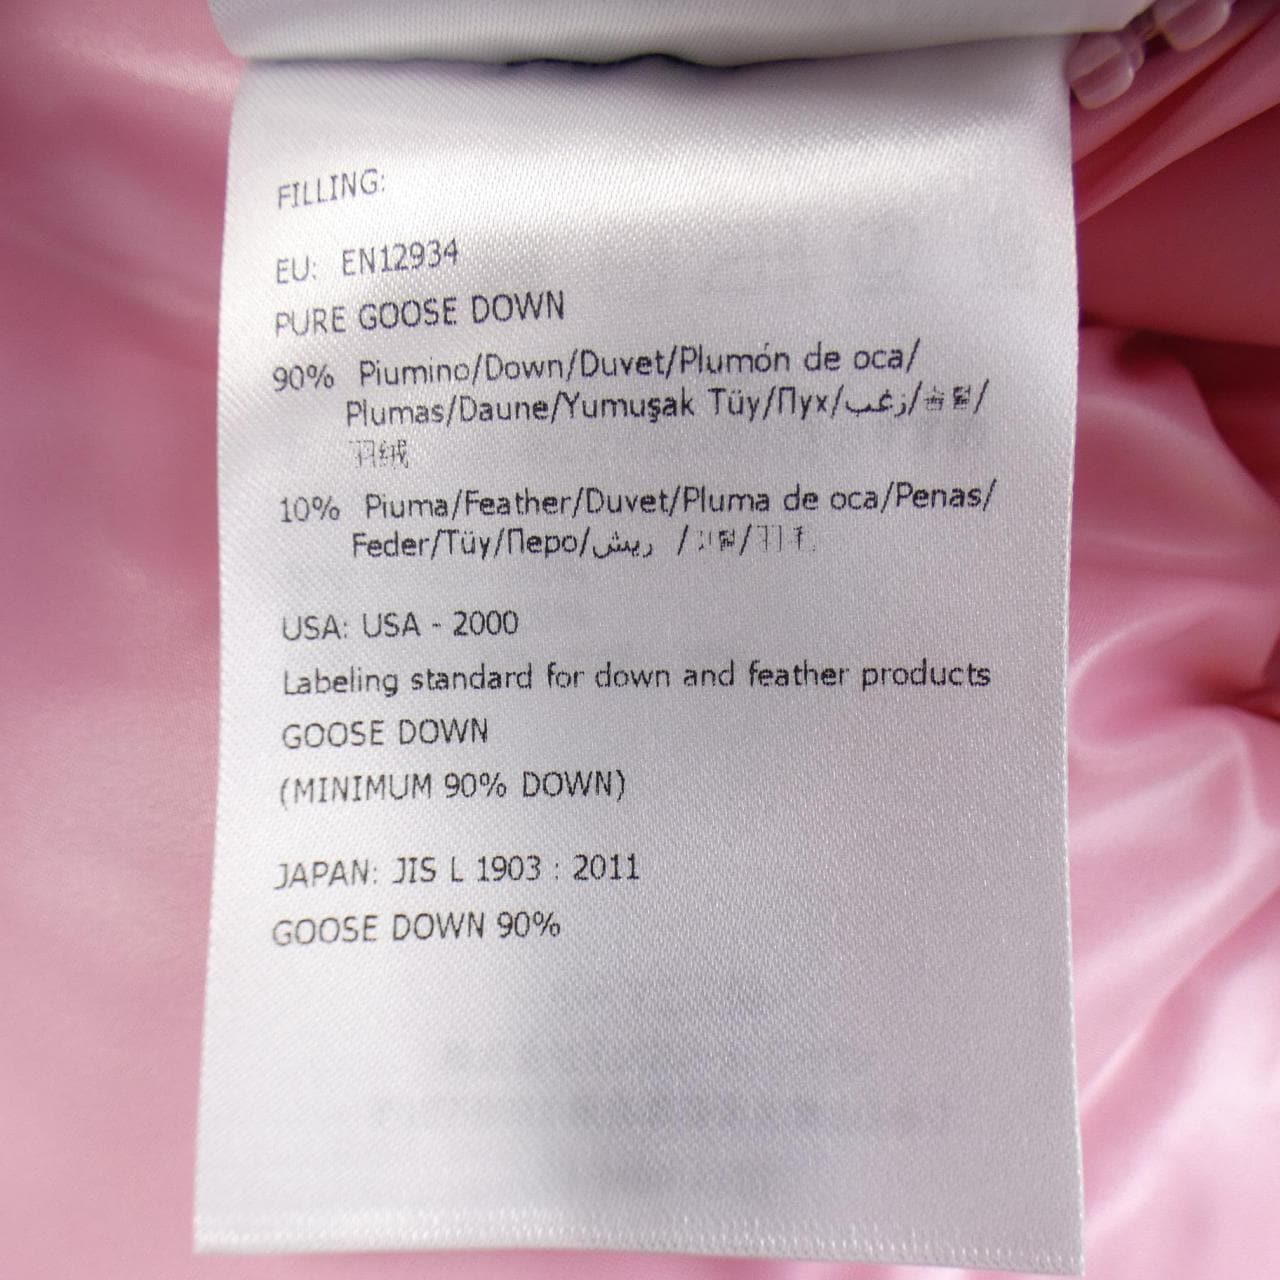 FILLING:
EU: EN12934
PURE GOOSE DOWN
90% Piumino/Down/Duvet/Plumón de oca/
Plumas/Daune/Yumuşak Tüy/Пух/زغب/솜털/
羽绒
10% Piuma/Feather/Duvet/Pluma de oca/Penas/
Feder/Tüy/Перо/ريش /
USA: USA - 2000
Labeling standard for down and feather products
GOOSE DOWN
(MINIMUM 90% DOWN)
JAPAN: JIS L 1903 : 2011
GOOSE DOWN 90%